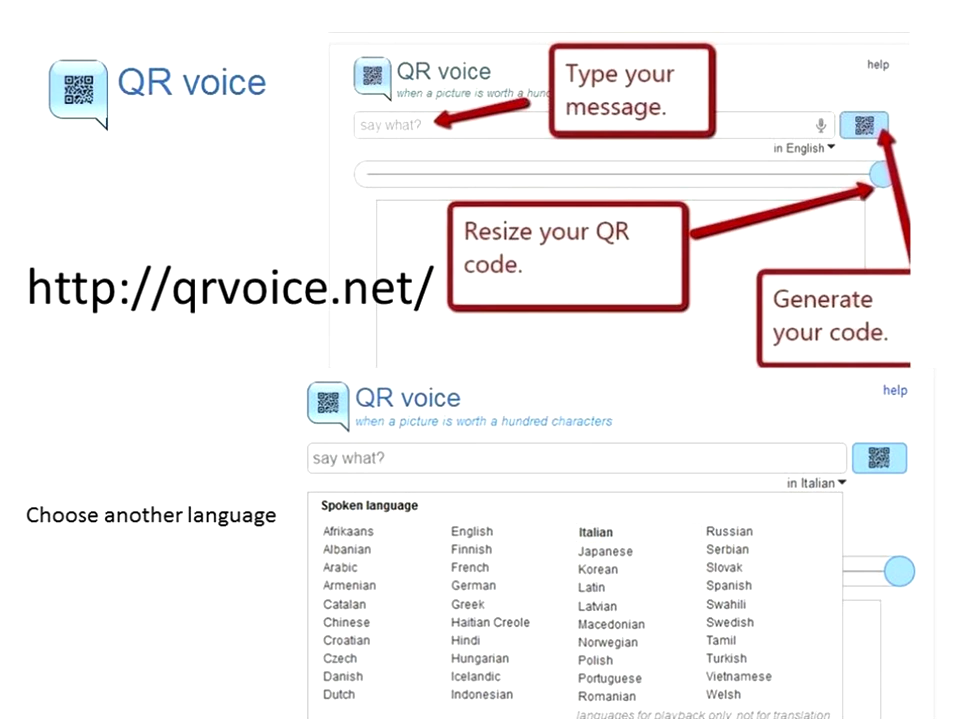 QR voice
QR voice
help
when a picture is worth a hund
Type your
message.
say what?
in English
Resize your QR
code.
http://qrvoice.net/
Generate
your code.
QR voice
help
when a picture is worth a hundred characters
say what?
in Italian
Choose another language
Spoken language
Afrikaans English Italian Russian
Albanian Finnish Japanese Serbian
Arabic French Korean Slovak
Armenian German Latin Spanish
Catalan Greek Latvian Swahili
Chinese Haitian Creole Macedonian Swedish
Croatian Hindi Norwegian Tamil
Czech Hungarian Polish Turkish
Danish Icelandic Portuguese Vietnamese
Dutch Indonesian Romanian Welsh
languages for playback only, not for translation